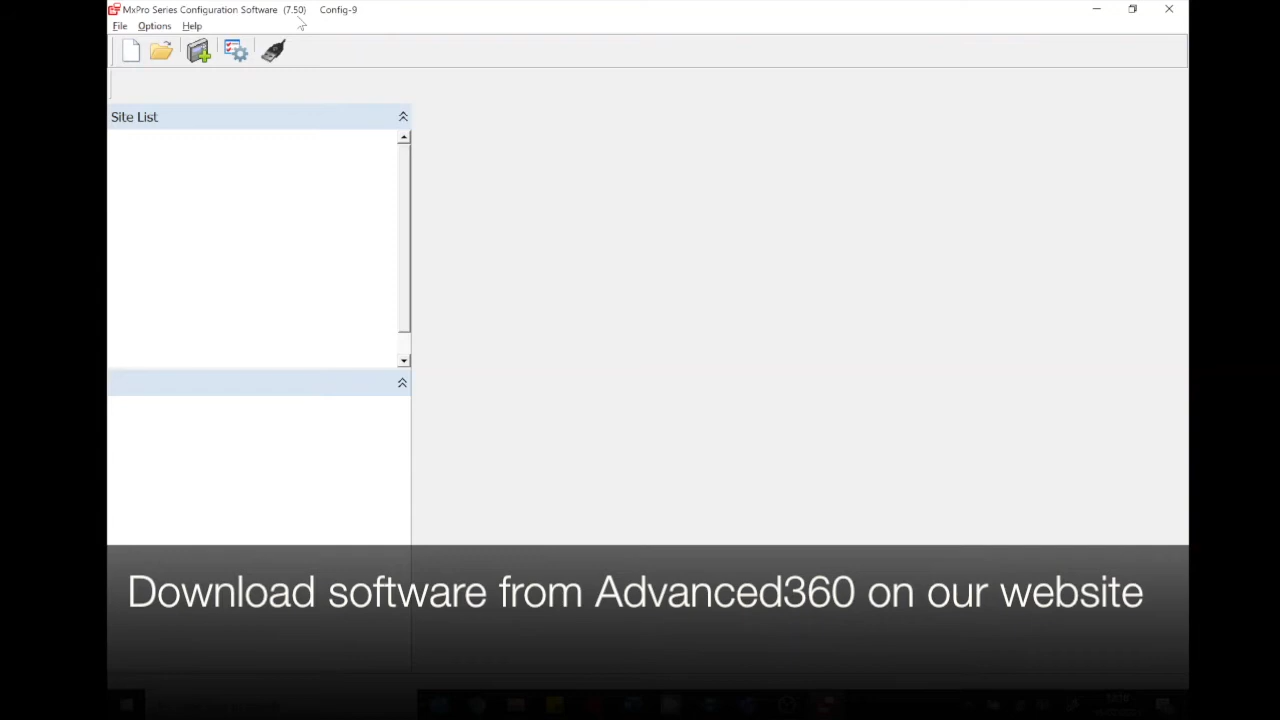 MxPro Series Configuration Software (7.50) Config-9
File Options Help
Site List
Download software from Advanced360 on our website